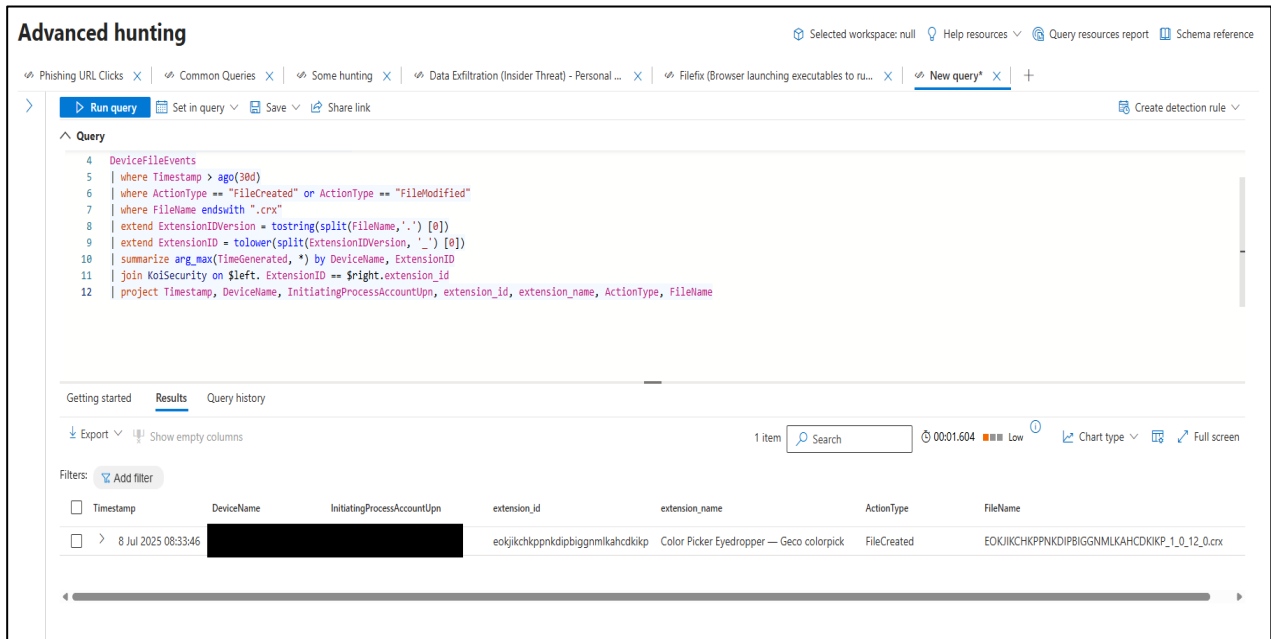 Advanced hunting
Selected workspace: null Help resources Query resources report Schema reference
Phishing URL Clicks Common Queries Some hunting Data Exfiltration (Insider Threat) - Personal ... Filefix (Browser launching executables to ru... New query*
Run query Set in query Save Share link Create detection rule
Query
4 DeviceFileEvents
5 | where Timestamp > ago(30d)
6 | where ActionType == "FileCreated" or ActionType == "FileModified"
7 | where FileName endswith ".crx"
8 | extend ExtensionIDVersion = tostring(split(FileName,'.') [0])
9 | extend ExtensionID = tolower(split(ExtensionIDVersion, '_') [0])
10 | summarize arg_max(TimeGenerated, *) by DeviceName, ExtensionID
11 | join KoiSecurity on $left. ExtensionID == $right.extension_id
12 | project Timestamp, DeviceName, InitiatingProcessAccountUpn, extension_id, extension_name, ActionType, FileName
Getting started Results Query history
Export Show empty columns 1 item Search 00:01.604 Low Chart type Full screen
Filters: Add filter
Timestamp DeviceName InitiatingProcessAccountUpn extension_id extension_name ActionType FileName
8 Jul 2025 08:33:46 eokjikchkppnkdipbiggnmlkahcdkikp Color Picker Eyedropper — Geco colorpick FileCreated EOKJIKCHKPPNKDIPBIGGNMLKAHCDKIKP_1_0_12_0.crx